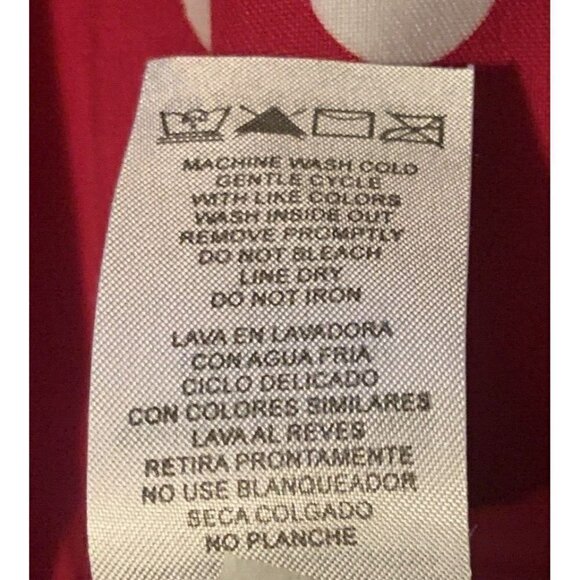 MACHINE WASH COLD
GENTLE CYCLE
WITH LIKE COLORS
WASH INSIDE OUT
REMOVE PROMPTLY
DO NOT BLEACH
LINE DRY
DO NOT IRON
LAVA EN LAVADORA
CON AGUA FRIA
CICLO DELICADO
CON COLORES SIMILARES
LAVA AL REVES
RETIRA PRONTAMENTE
NO USE BLANQUEADOR
SECA COLGADO
NO PLANCHE